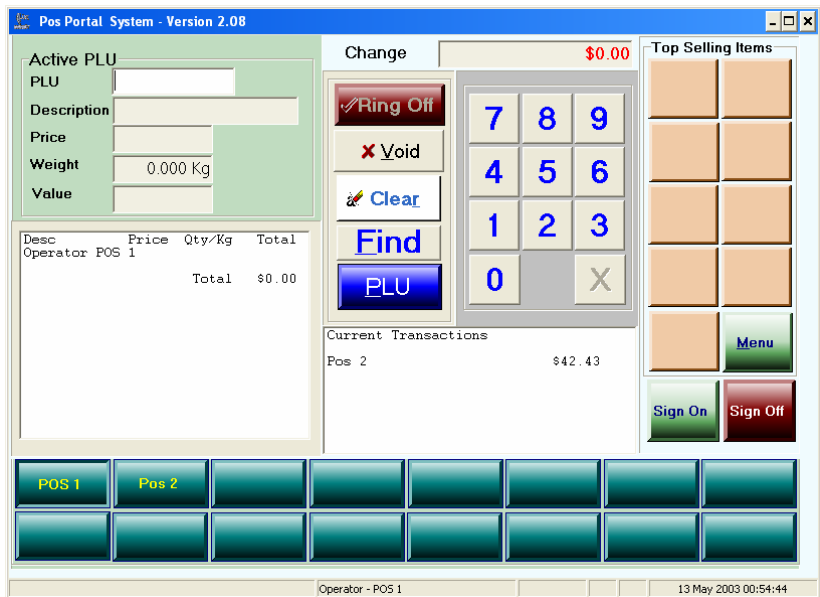 Pos Portal System - Version 2.08
Active PLU
PLU
Description
Price
Weight 0.000 Kg
Value
Change $0.00
Ring Off
Void
Clear
Find
PLU
7 8 9
4 5 6
1 2 3
0 X
Top Selling Items
Menu
Sign On Sign Off
Desc Price Qty/Kg Total
Operator POS 1
Total $0.00
Current Transactions
Pos 2 $42.43
POS 1 Pos 2
Operator - POS 1 13 May 2003 00:54:44